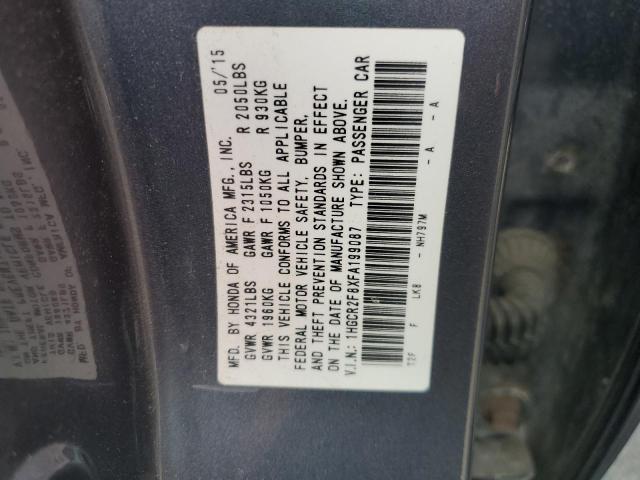 MFD. BY HONDA OF AMERICA MFG., INC. 05/'15
GVWR 4321LBS GAWR F 2315LBS R 2050LBS
GVWR 1960KG GAWR F 1050KG R 930KG
THIS VEHICLE CONFORMS TO ALL APPLICABLE
FEDERAL MOTOR VEHICLE SAFETY, BUMPER,
AND THEFT PREVENTION STANDARDS IN EFFECT
ON THE DATE OF MANUFACTURE SHOWN ABOVE.
V.I.N.: 1HGCR2F8XFA199087 TYPE: PASSENGER CAR
T2F F LKB - NH797M - A - A